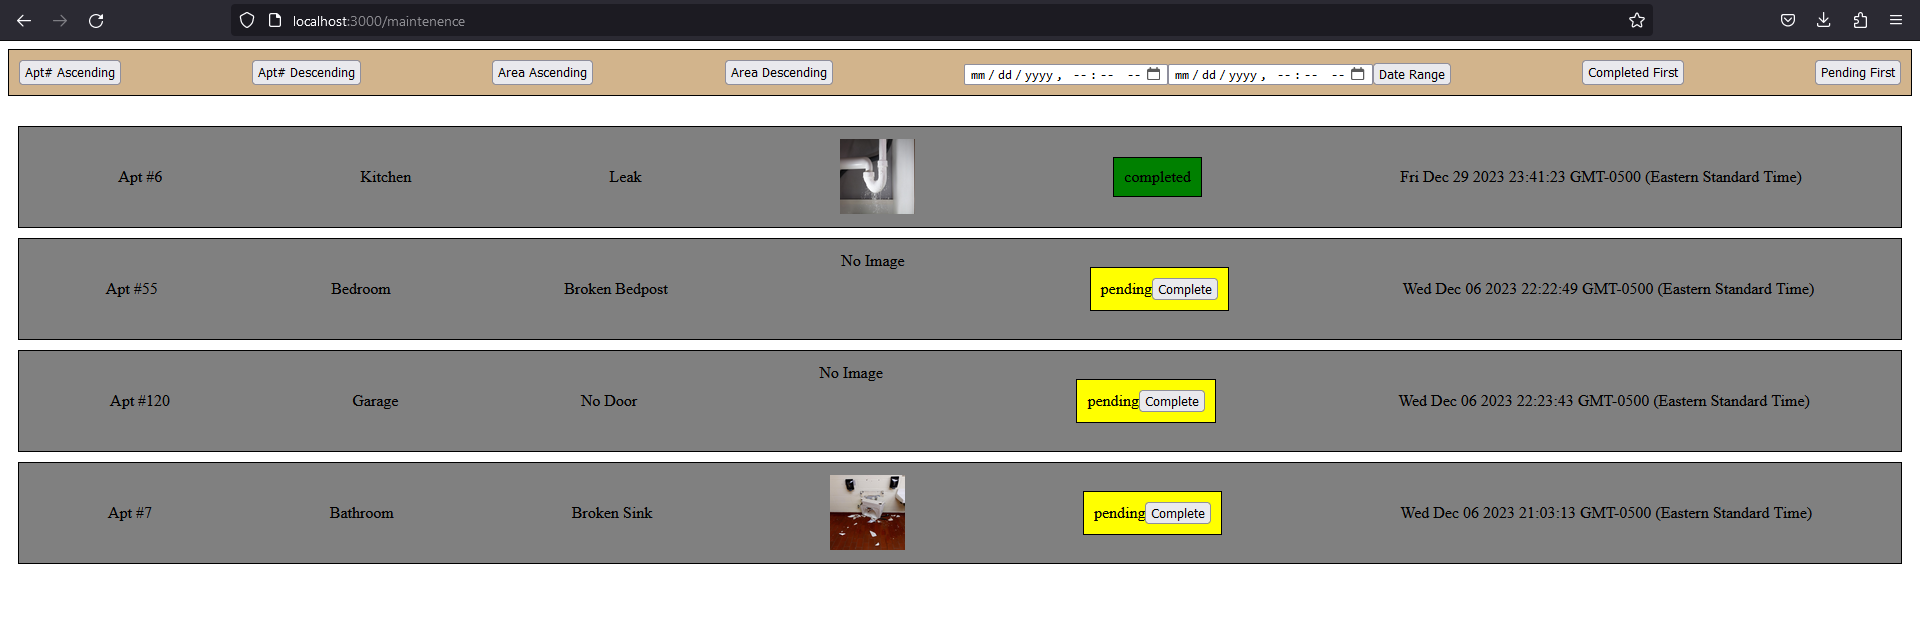 localhost:3000/maintenence
Apt# Ascending Apt# Descending Area Ascending Area Descending mm/dd/yyyy, --:-- -- mm/dd/yyyy, --:-- -- Date Range Completed First Pending First
Apt #6 Kitchen Leak completed Fri Dec 29 2023 23:41:23 GMT-0500 (Eastern Standard Time)
No Image
Apt #55 Bedroom Broken Bedpost pending Complete Wed Dec 06 2023 22:22:49 GMT-0500 (Eastern Standard Time)
No Image
Apt #120 Garage No Door pending Complete Wed Dec 06 2023 22:23:43 GMT-0500 (Eastern Standard Time)
Apt #7 Bathroom Broken Sink pending Complete Wed Dec 06 2023 21:03:13 GMT-0500 (Eastern Standard Time)